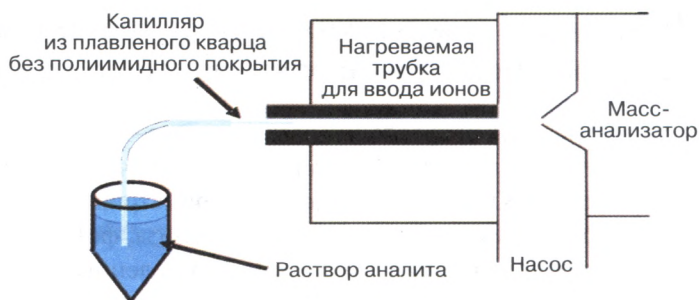 Капилляр
из плавленого кварца
без полиимидного покрытия
Нагреваемая
трубка
для ввода ионов
Масс-
анализатор
Раствор аналита
Насос